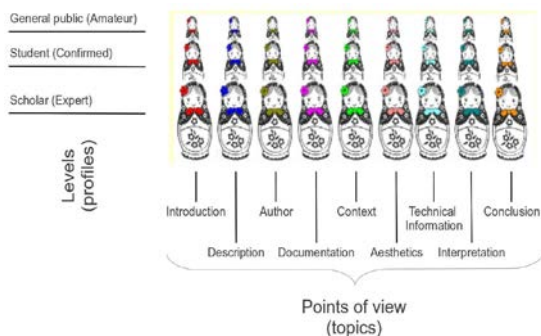 General public (Amateur)
Student (Confirmed)
Scholar (Expert)
Levels
(profiles)
Introduction
Author
Context
Technical
Information
Conclusion
Description
Documentation
Aesthetics
Interpretation
Points of view
(topics)